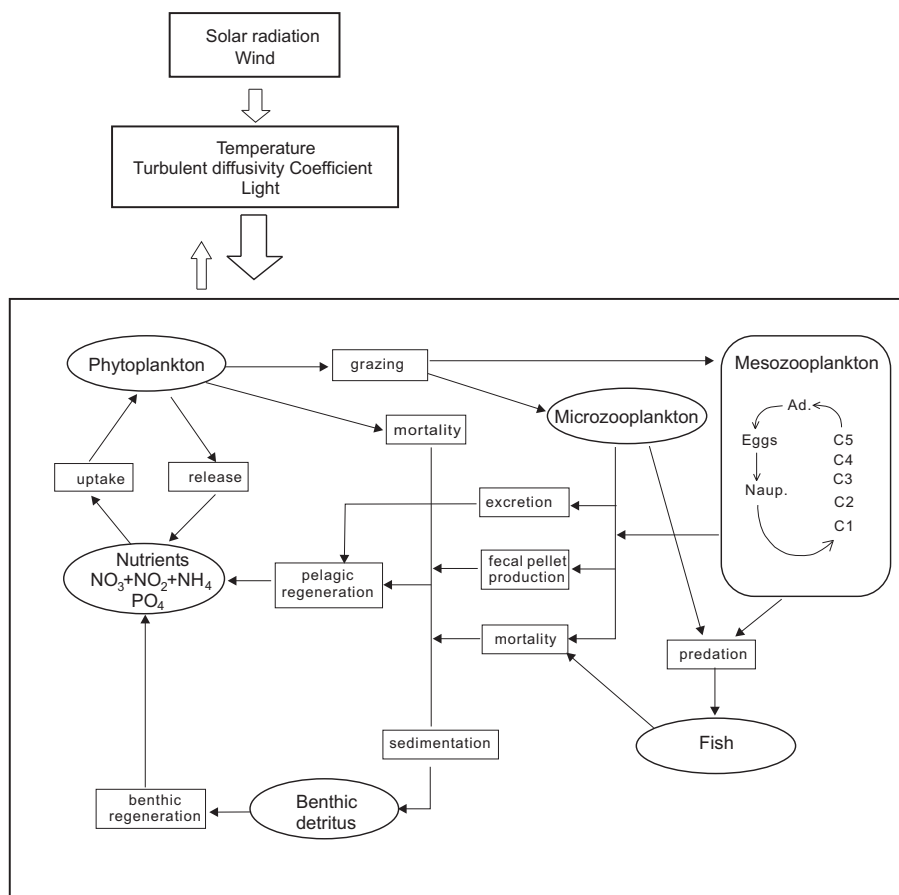 Solar radiation
Wind
Temperature
Turbulent diffusivity Coefficient
Light
Phytoplankton
grazing
Mesozooplankton
Microzooplankton
mortality
Ad.
Eggs
C5
C4
C3
Naup.
C2
C1
uptake
release
excretion
Nutrients
NO₃+NO₂+NH₄
PO₄
pelagic
regeneration
fecal pellet
production
mortality
predation
sedimentation
Fish
benthic
regeneration
Benthic
detritus